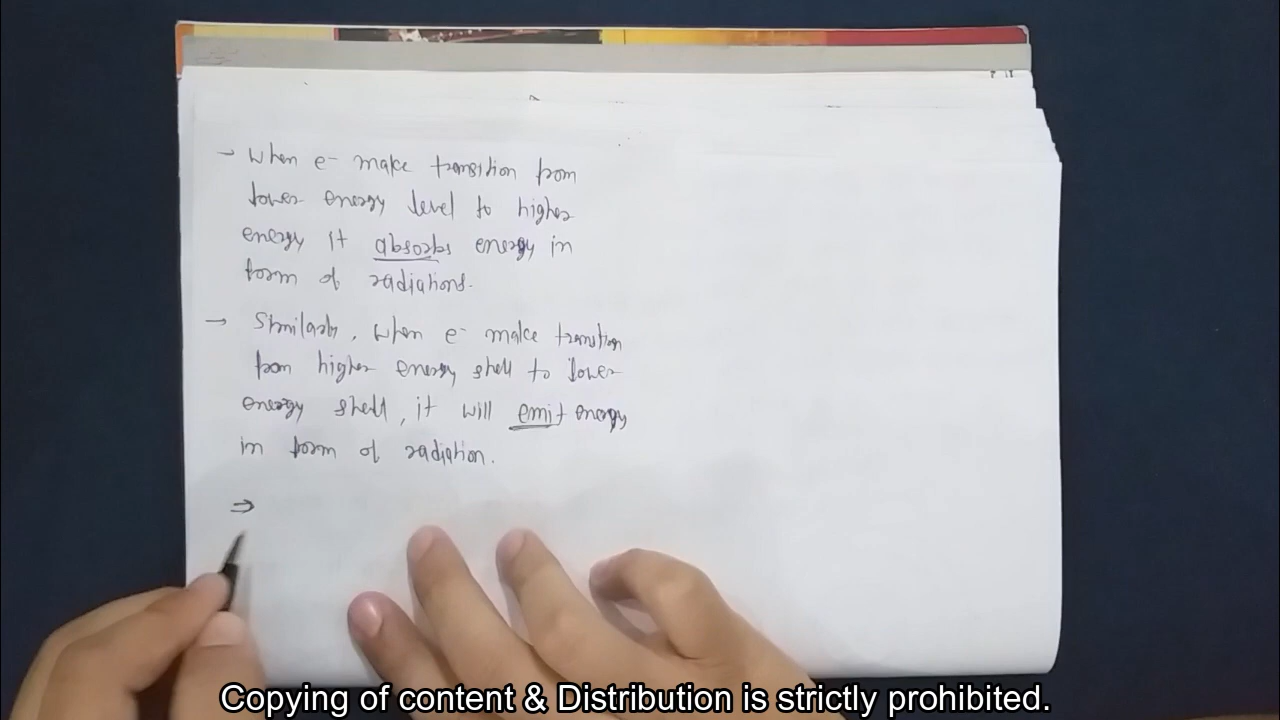 → When e- make transition from
lower energy level to higher
energy it absorbs energy in
form of radiations.
→ Similarly, when e- make transition
from higher energy shell to lower
energy shell, it will emit energy
in form of radiation.
⇒
Copying of content & Distribution is strictly prohibited.